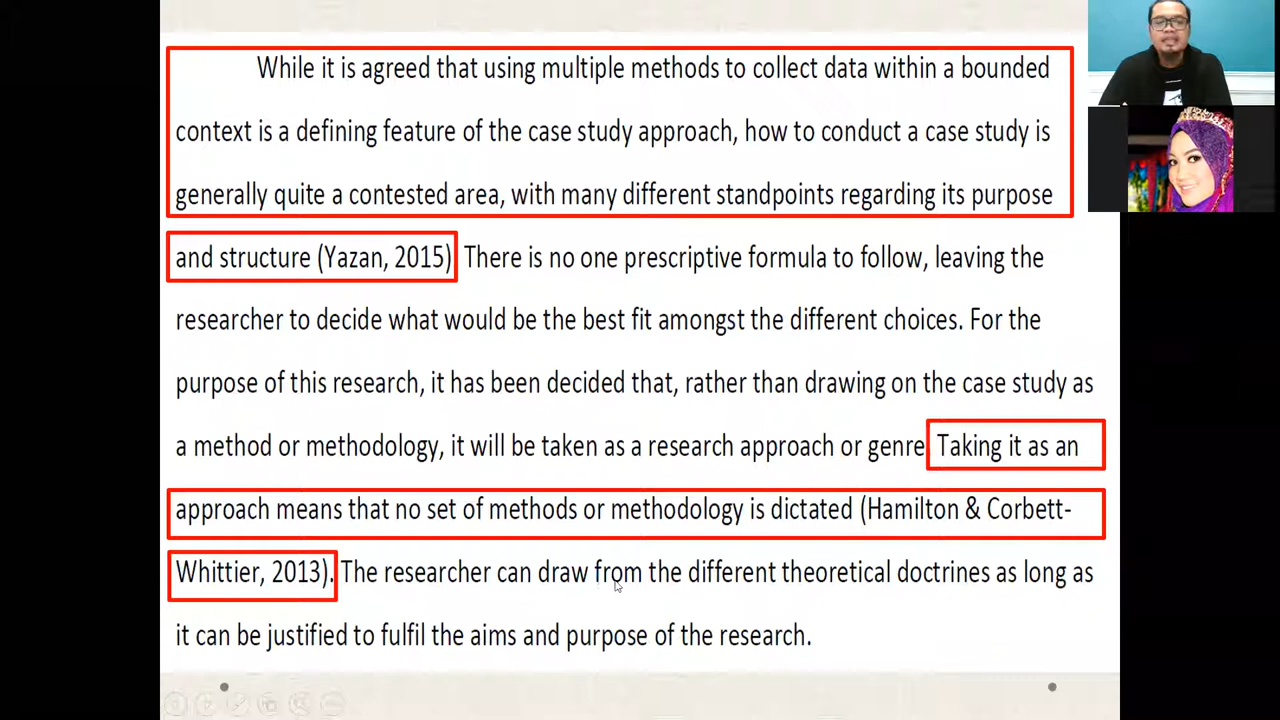 While it is agreed that using multiple methods to collect data within a bounded
context is a defining feature of the case study approach, how to conduct a case study is
generally quite a contested area, with many different standpoints regarding its purpose
and structure (Yazan, 2015) There is no one prescriptive formula to follow, leaving the
researcher to decide what would be the best fit amongst the different choices. For the
purpose of this research, it has been decided that, rather than drawing on the case study as
a method or methodology, it will be taken as a research approach or genre. Taking it as an
approach means that no set of methods or methodology is dictated (Hamilton & Corbett-
Whittier, 2013). The researcher can draw from the different theoretical doctrines as long as
it can be justified to fulfil the aims and purpose of the research.